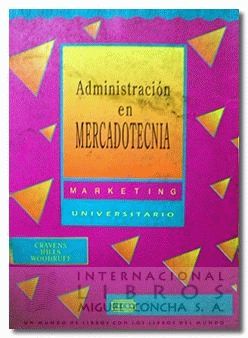 Administración
en
MERCADOTECNIA
MARKETING
UNIVERSITARIO
CRAVENS
HILLS
WOODRUFF
INTERNACIONAL
LIBROS
MIGUEL CONCHA S. A.
UN MUNDO DE LIBROS CON LOS LIBROS DEL MUNDO